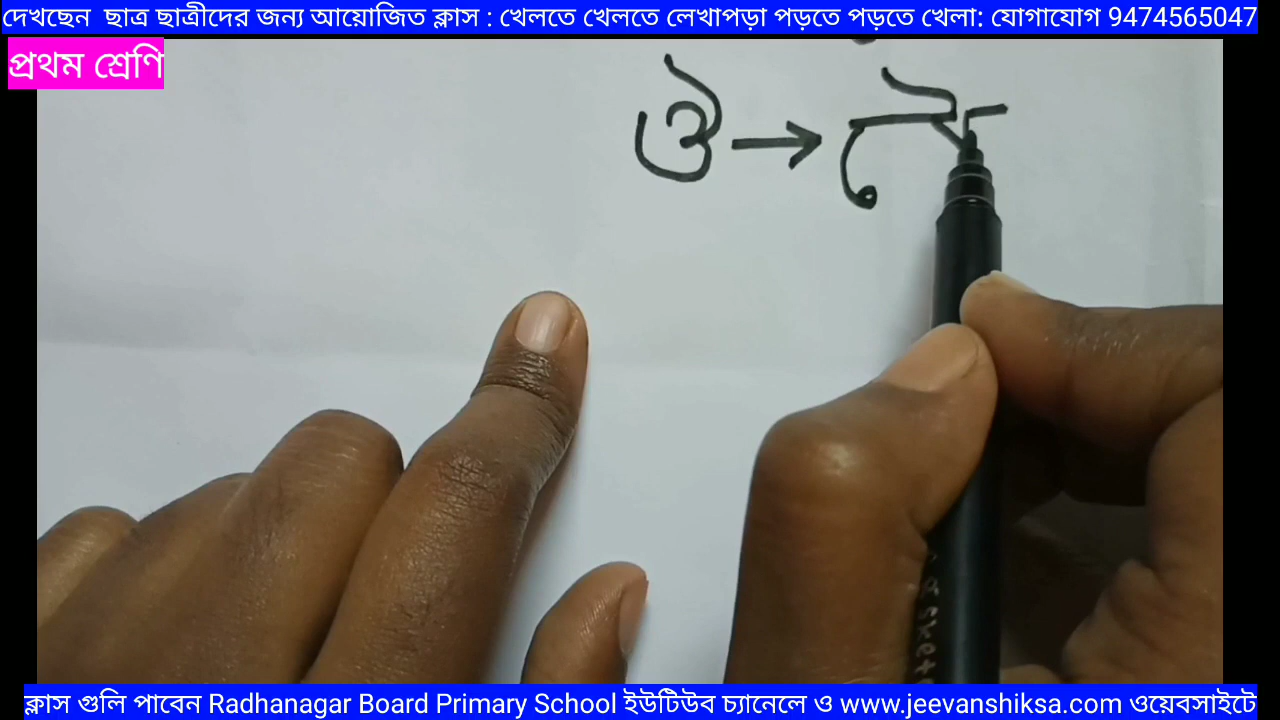 দেখছেন ছাত্র ছাত্রীদের জন্য আয়োজিত ক্লাস : খেলতে খেলতে লেখাপড়া পড়তে পড়তে খেলা: যোগাযোগ 9474565047
প্রথম শ্রেণি
ঔ →
ক্লাস গুলি পাবেন Radhanagar Board Primary School ইউটিউব চ্যানেলে ও www.jeevanshiksa.com ওয়েবসাইটে